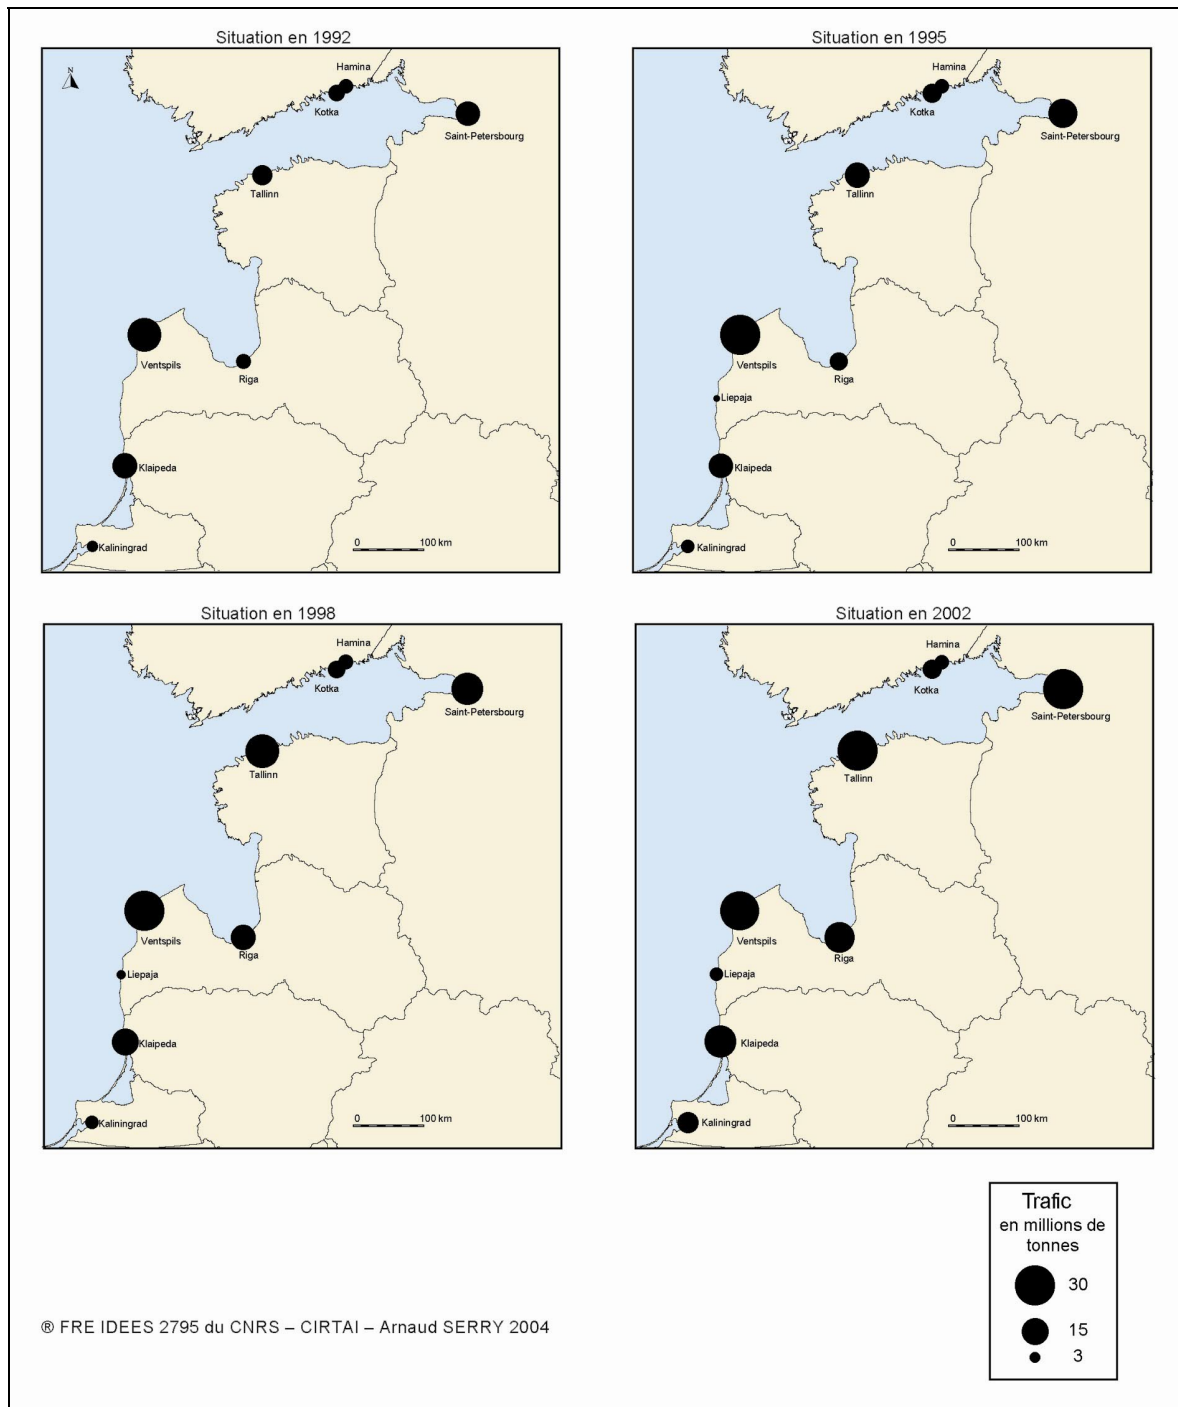 Situation en 1992
N
Hamina
Kotka
Saint-Petersbourg
Tallinn
Ventspils
Riga
Klaipeda
Kaliningrad
0 100 km
Situation en 1995
Hamina
Kotka
Saint-Petersbourg
Tallinn
Ventspils
Riga
Liepaja
Klaipeda
Kaliningrad
0 100 km
Situation en 1998
Hamina
Kotka
Saint-Petersbourg
Tallinn
Ventspils
Riga
Liepaja
Klaipeda
Kaliningrad
0 100 km
Situation en 2002
Hamina
Kotka
Saint-Petersbourg
Tallinn
Ventspils
Riga
Liepaja
Klaipeda
Kaliningrad
0 100 km
Trafic
en millions de
tonnes
30
15
3
® FRE IDEES 2795 du CNRS – CIRTAI – Arnaud SERRY 2004